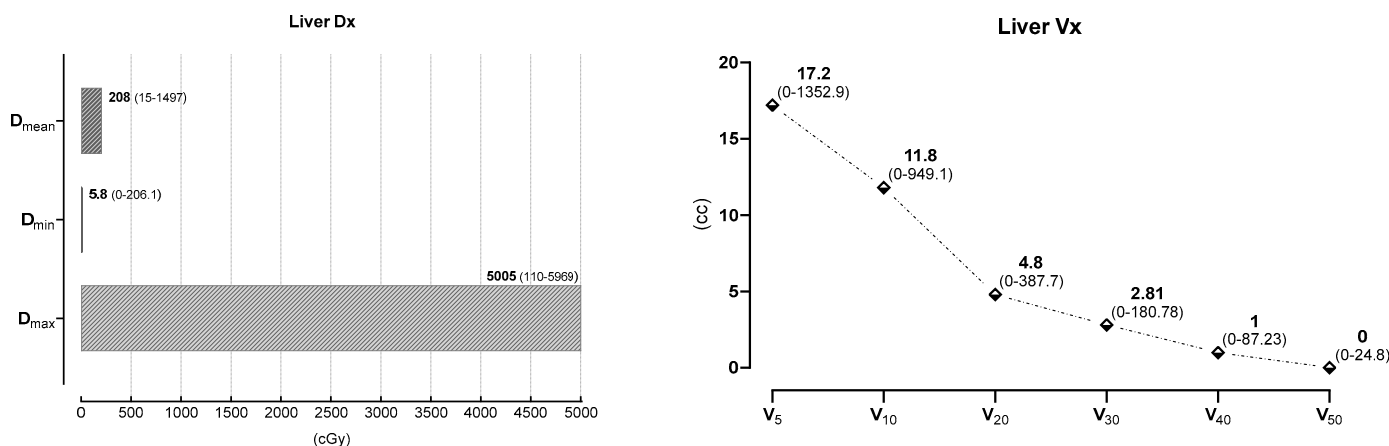 Liver Dx
Dmean
208 (15-1497)
Dmin
5.8 (0-206.1)
Dmax
5005 (110-5969)
0 500 1000 1500 2000 2500 3000 3500 4000 4500 5000
(cGy)
Liver Vx
(cc)
20
15
10
5
0
17.2
(0-1352.9)
11.8
(0-949.1)
4.8
(0-387.7)
2.81
(0-180.78)
1
(0-87.23)
0
(0-24.8)
V5 V10 V20 V30 V40 V50